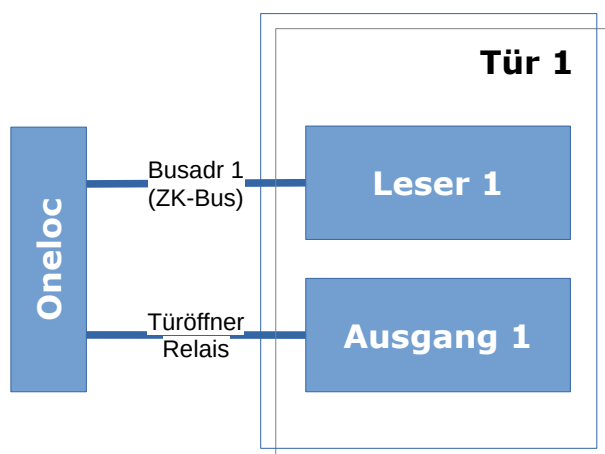 Tür 1
Busadr 1
(ZK-Bus)
Leser 1
Oneloc
Türöffner
Relais
Ausgang 1